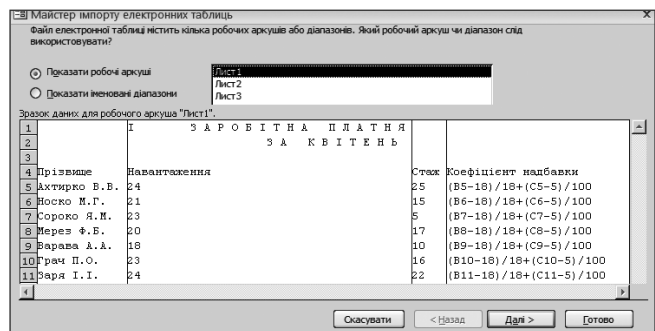 Майстер імпорту електронних таблиць
X
Файл електронної таблиці містить кілька робочих аркушів або діапазонів. Який робочий аркуш чи діапазон слід
використовувати?
Показати робочі аркуші
Показати іменовані діапазони
Лист1
Лист2
Лист3
Зразок даних для робочого аркуша "Лист1".
1 І З А Р О Б І Т Н А П Л А Т Н Я
2 З А К В І Т Е Н Ь
3
4 Прізвище Навантаження Стаж Коефіцієнт надбавки
5 Ахтирко В.В. 24 25 (B5-18)/18+(C5-5)/100
6 Носко М.Г. 21 15 (B6-18)/18+(C6-5)/100
7 Сороко Я.М. 23 5 (B7-18)/18+(C7-5)/100
8 Мерез Ф.Б. 20 17 (B8-18)/18+(C8-5)/100
9 Варава А.А. 18 10 (B9-18)/18+(C9-5)/100
10 Грач П.О. 23 16 (B10-18)/18+(C10-5)/100
11 Заря І.І. 24 22 (B11-18)/18+(C11-5)/100
Скасувати < Назад Далі > Готово